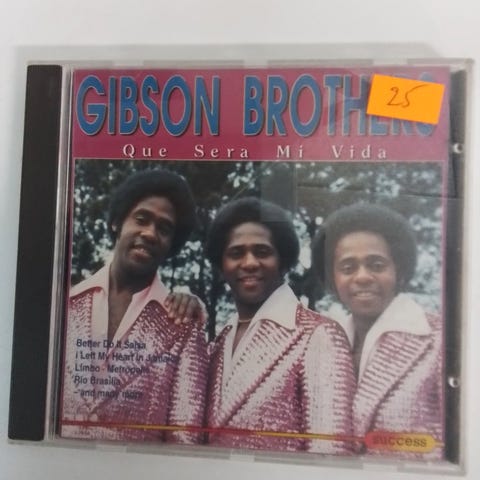 GIBSON BROTHERS
25
Que Sera Mi Vida
Better Do It Salsa
I Left My Heart in Jamaica
Limbo - Metropolis
Rio Brasilia
- and many more
success